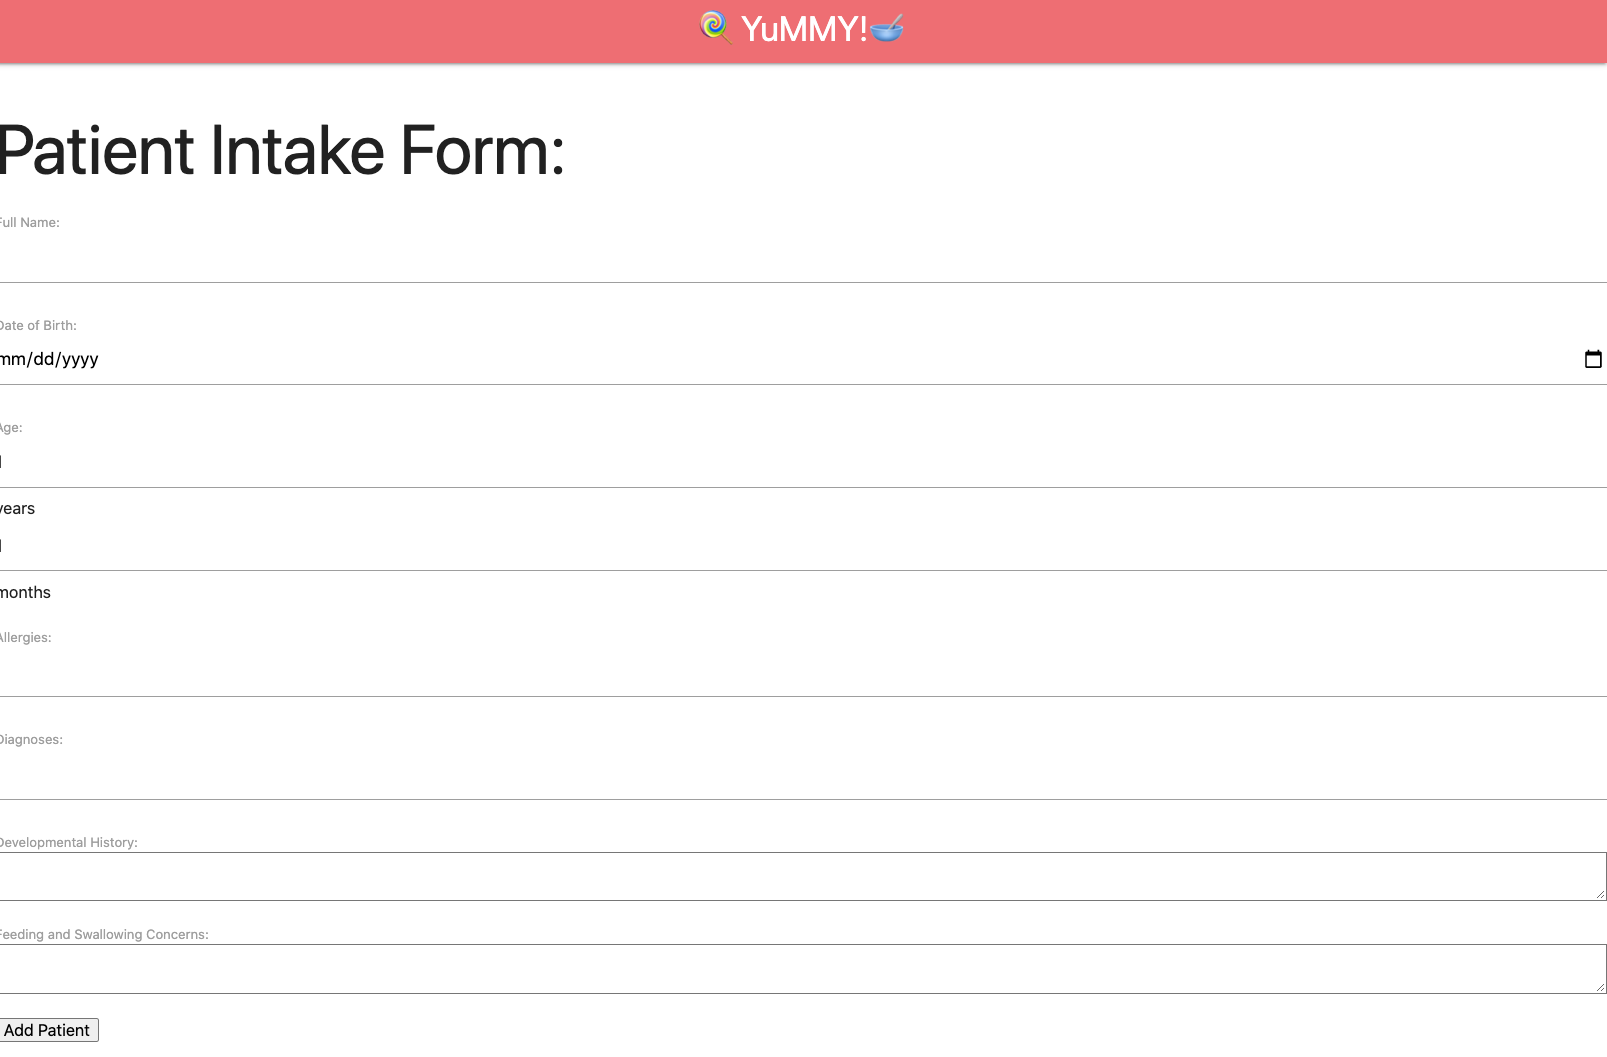 🍭 YuMMY!🥣
Patient Intake Form:
Full Name:
Date of Birth:
mm/dd/yyyy
Age:
years
months
Allergies:
Diagnoses:
Developmental History:
Feeding and Swallowing Concerns:
Add Patient